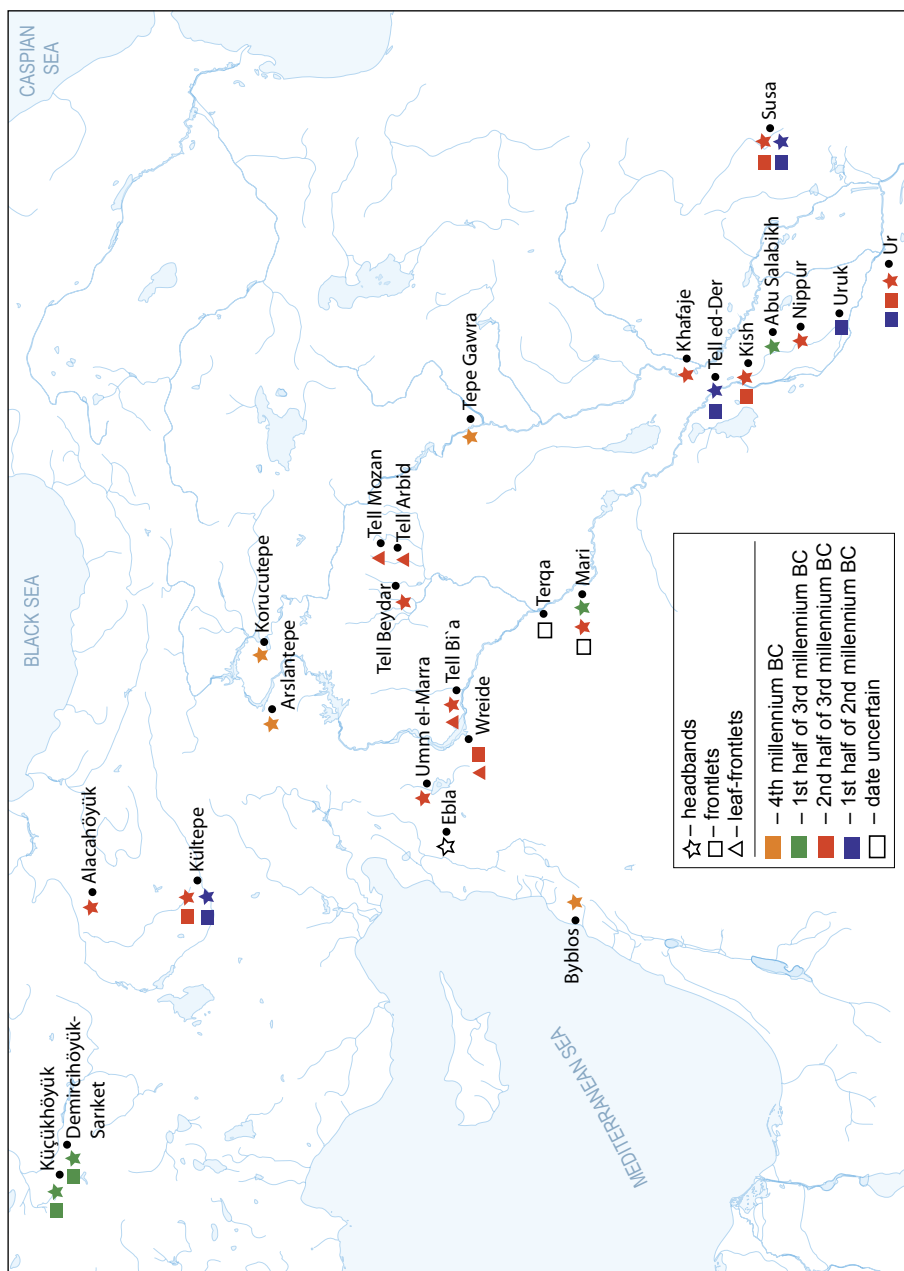 CASPIAN
SEA
BLACK SEA
MEDITERRANEAN SEA
Küçükhöyük
Demircihöyük-
Sarıket
Alacahöyük
Kültepe
Arslantepe
Korucutepe
Tell Mozan
Tell Arbid
Tell Beydar
Tepe Gawra
Umm el-Marra
Tell Bi`a
Wreide
Ebla
Byblos
Terqa
Mari
Khafaje
Tell ed-Der
Kish
Abu Salabikh
Nippur
Uruk
Ur
Susa
– headbands
– frontlets
– leaf-frontlets
– 4th millennium BC
– 1st half of 3rd millennium BC
– 2nd half of 3rd millennium BC
– 1st half of 2nd millennium BC
– date uncertain